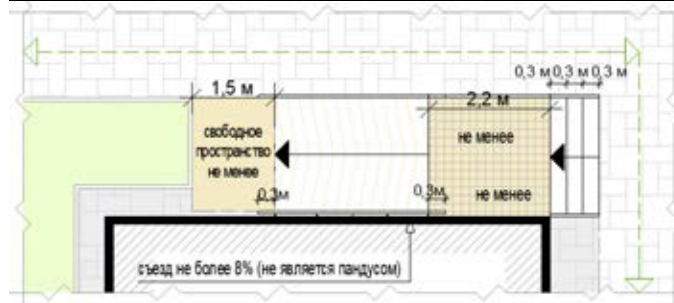 0,3 м 0,3 м 0,3 м
1,5 м
2,2 м
свободное
пространство
не менее
не менее
не менее
0,3м
0,3м
съезд не более 8% (не является пандусом)